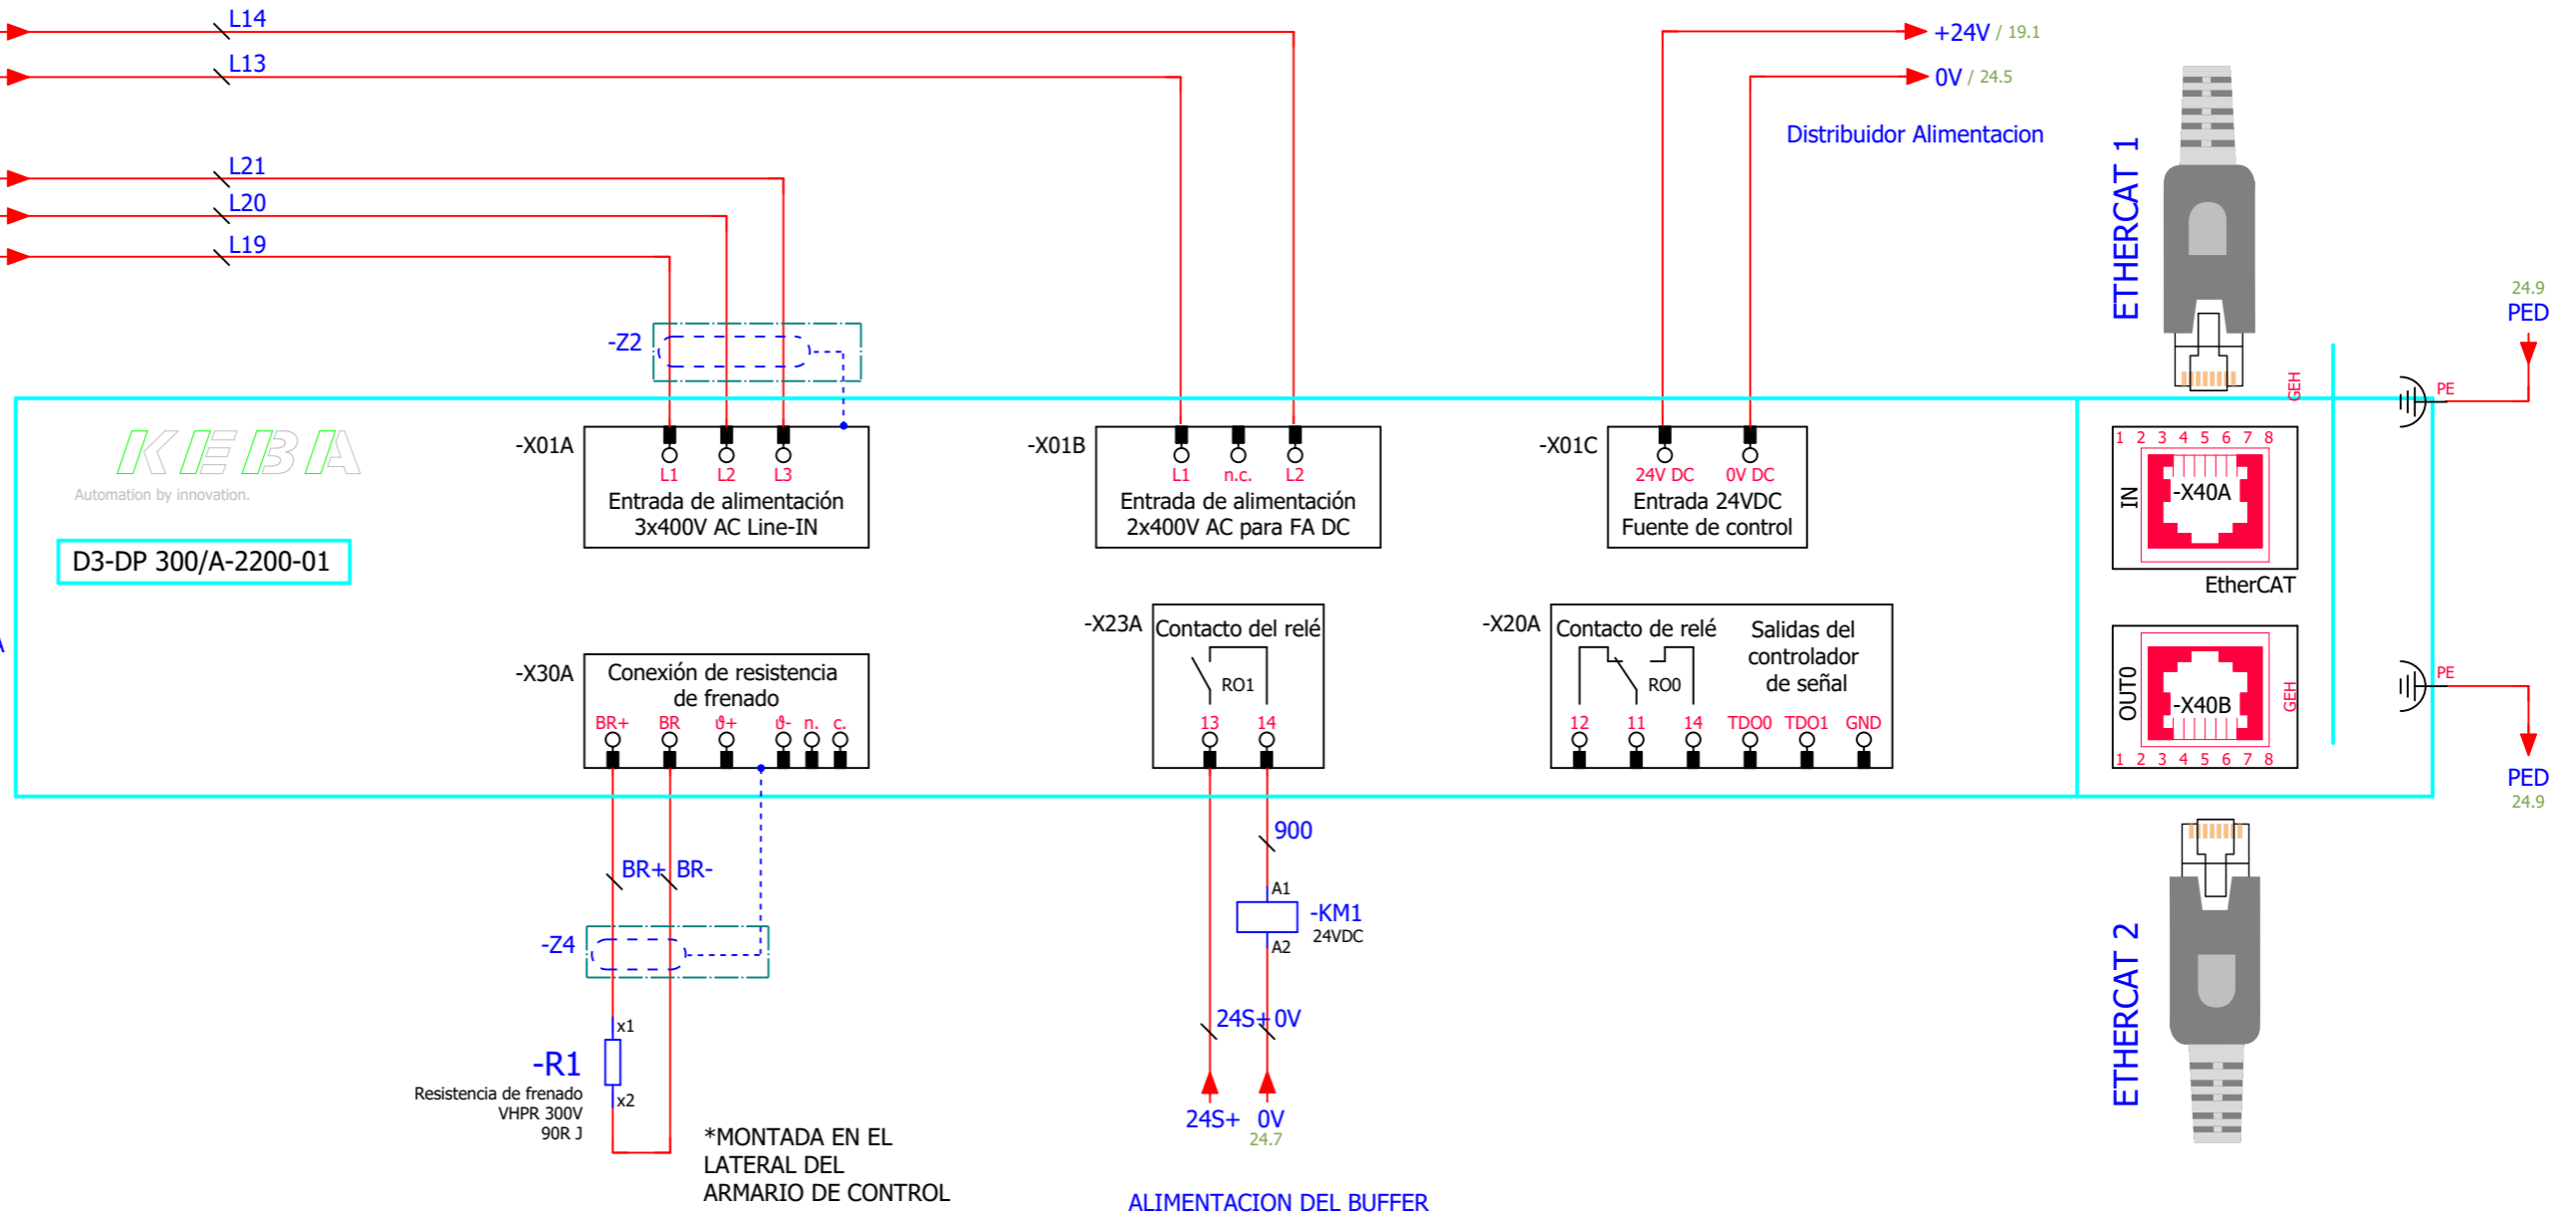 L14
L13
L21
L20
L19
+24V / 19.1
0V / 24.5
Distribuidor Alimentacion
ETHERCAT 1
24.9
PED
-Z2
GEH
PE
KEBA
Automation by innovation.
D3-DP 300/A-2200-01
-X01A
L1 L2 L3
Entrada de alimentación
3x400V AC Line-IN
-X01B
L1 n.c. L2
Entrada de alimentación
2x400V AC para FA DC
-X01C
24V DC 0V DC
Entrada 24VDC
Fuente de control
1 2 3 4 5 6 7 8
IN
-X40A
EtherCAT
A
-X30A
Conexión de resistencia
de frenado
BR+ BR ϑ+ ϑ- n. c.
-X23A
Contacto del relé
RO1
13 14
-X20A
Contacto de relé
RO0
Salidas del
controlador
de señal
12 11 14 TDO0 TDO1 GND
OUT0
-X40B
GEH
1 2 3 4 5 6 7 8
PE
PED
24.9
BR+ BR-
-Z4
x1
-R1
x2
Resistencia de frenado
VHPR 300V
90R J
*MONTADA EN EL
LATERAL DEL
ARMARIO DE CONTROL
900
A1
-KM1
24VDC
A2
24S+ 0V
24S+ 0V
24.7
ALIMENTACION DEL BUFFER
ETHERCAT 2